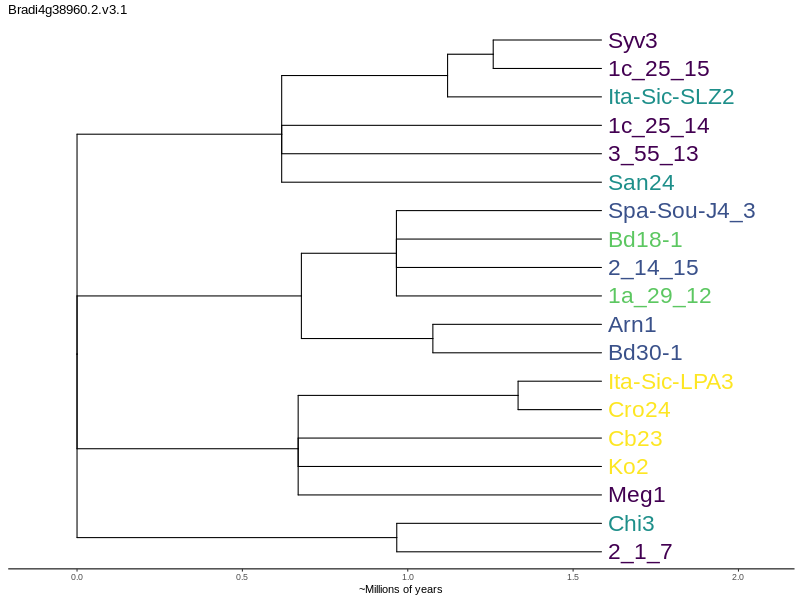 Bradi4g38960.2.v3.1
Syv3
1c_25_15
Ita-Sic-SLZ2
1c_25_14
3_55_13
San24
Spa-Sou-J4_3
Bd18-1
2_14_15
1a_29_12
Arn1
Bd30-1
Ita-Sic-LPA3
Cro24
Cb23
Ko2
Meg1
Chi3
2_1_7
0.0 0.5 1.0 1.5 2.0
~Millions of years